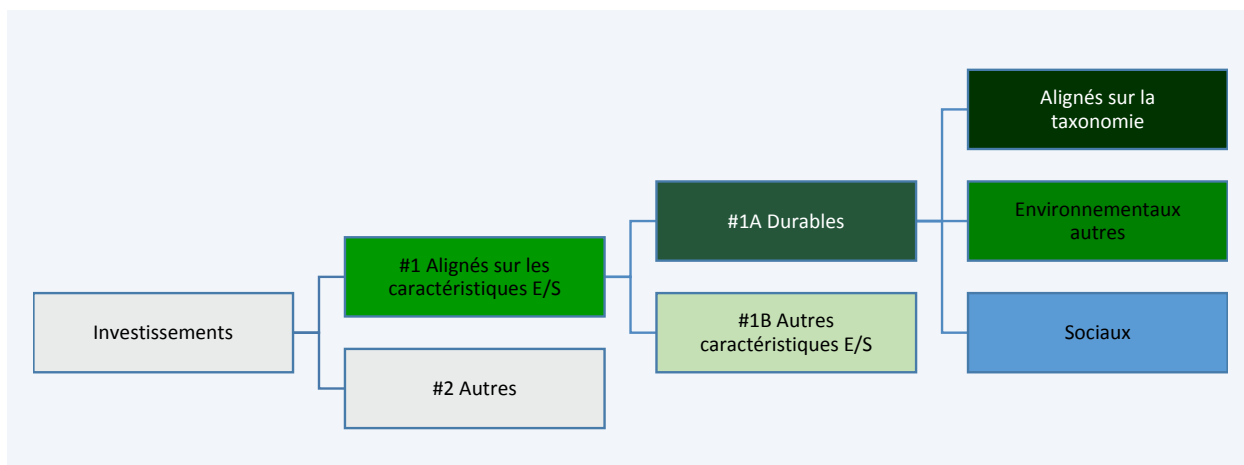 Investissements
#1 Alignés sur les
caractéristiques E/S
#2 Autres
#1A Durables
#1B Autres
caractéristiques E/S
Alignés sur la
taxonomie
Environnementaux
autres
Sociaux